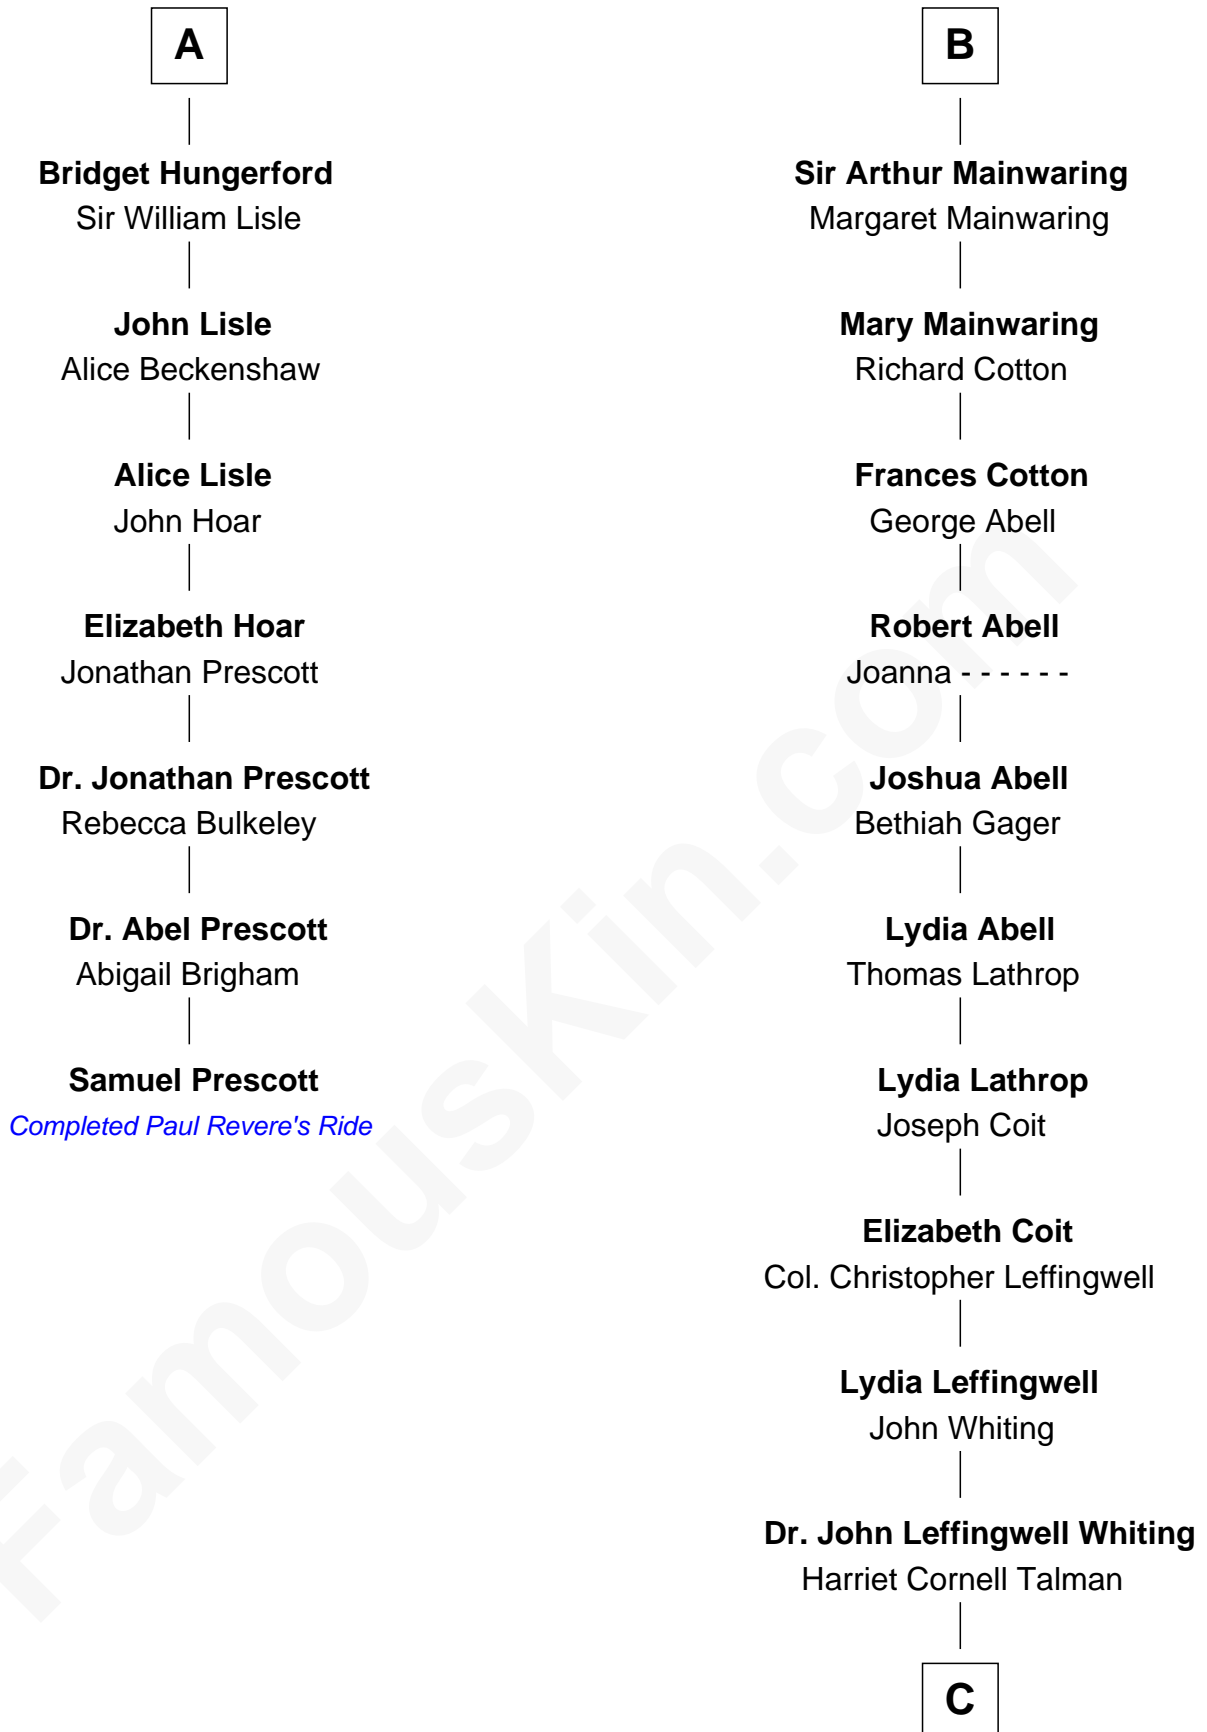 A
Bridget Hungerford
Sir William Lisle
John Lisle
Alice Beckenshaw
Alice Lisle
John Hoar
Elizabeth Hoar
Jonathan Prescott
Dr. Jonathan Prescott
Rebecca Bulkeley
Dr. Abel Prescott
Abigail Brigham
Samuel Prescott
Completed Paul Revere's Ride
B
Sir Arthur Mainwaring
Margaret Mainwaring
Mary Mainwaring
Richard Cotton
Frances Cotton
George Abell
Robert Abell
Joanna - - - - - -
Joshua Abell
Bethiah Gager
Lydia Abell
Thomas Lathrop
Lydia Lathrop
Joseph Coit
Elizabeth Coit
Col. Christopher Leffingwell
Lydia Leffingwell
John Whiting
Dr. John Leffingwell Whiting
Harriet Cornell Talman
C
FamousKin.com